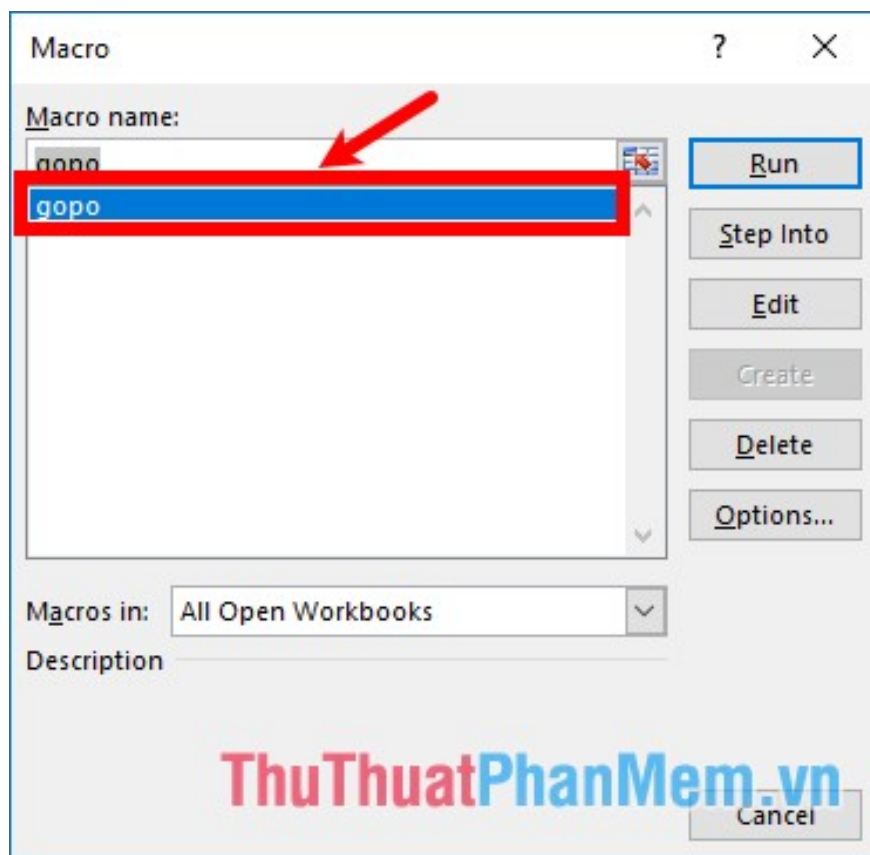 Macro ?
Macro name:
gopo
Run
gopo
Step Into
Edit
Create
Delete
Options...
Macros in: All Open Workbooks
Description
ThuThuatPhanMem.vn
Cancel